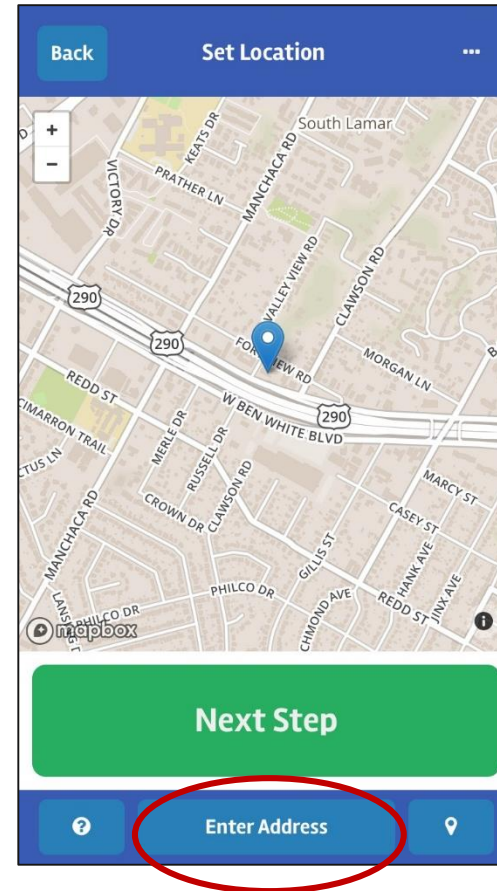 Back
Set Location
...
+
−
South Lamar
KEATS DR
MANCHACA RD
PRATHER LN
VICTORY DR
VALLEY VIEW RD
CLAWSON RD
290
290
MORGAN LN
REDD ST
W BEN WHITE BLVD
290
CIMARRON TRAIL
MERLE DR
RUSSELL DR
CLAWSON RD
MARCY ST
CROWN DR
CASEY ST
MANCHACA RD
GILLIS ST
HANK AVE
PHILCO DR
REDD ST
JINX AVE
PHILCO DR
mapbox
i
Next Step
?
Enter Address